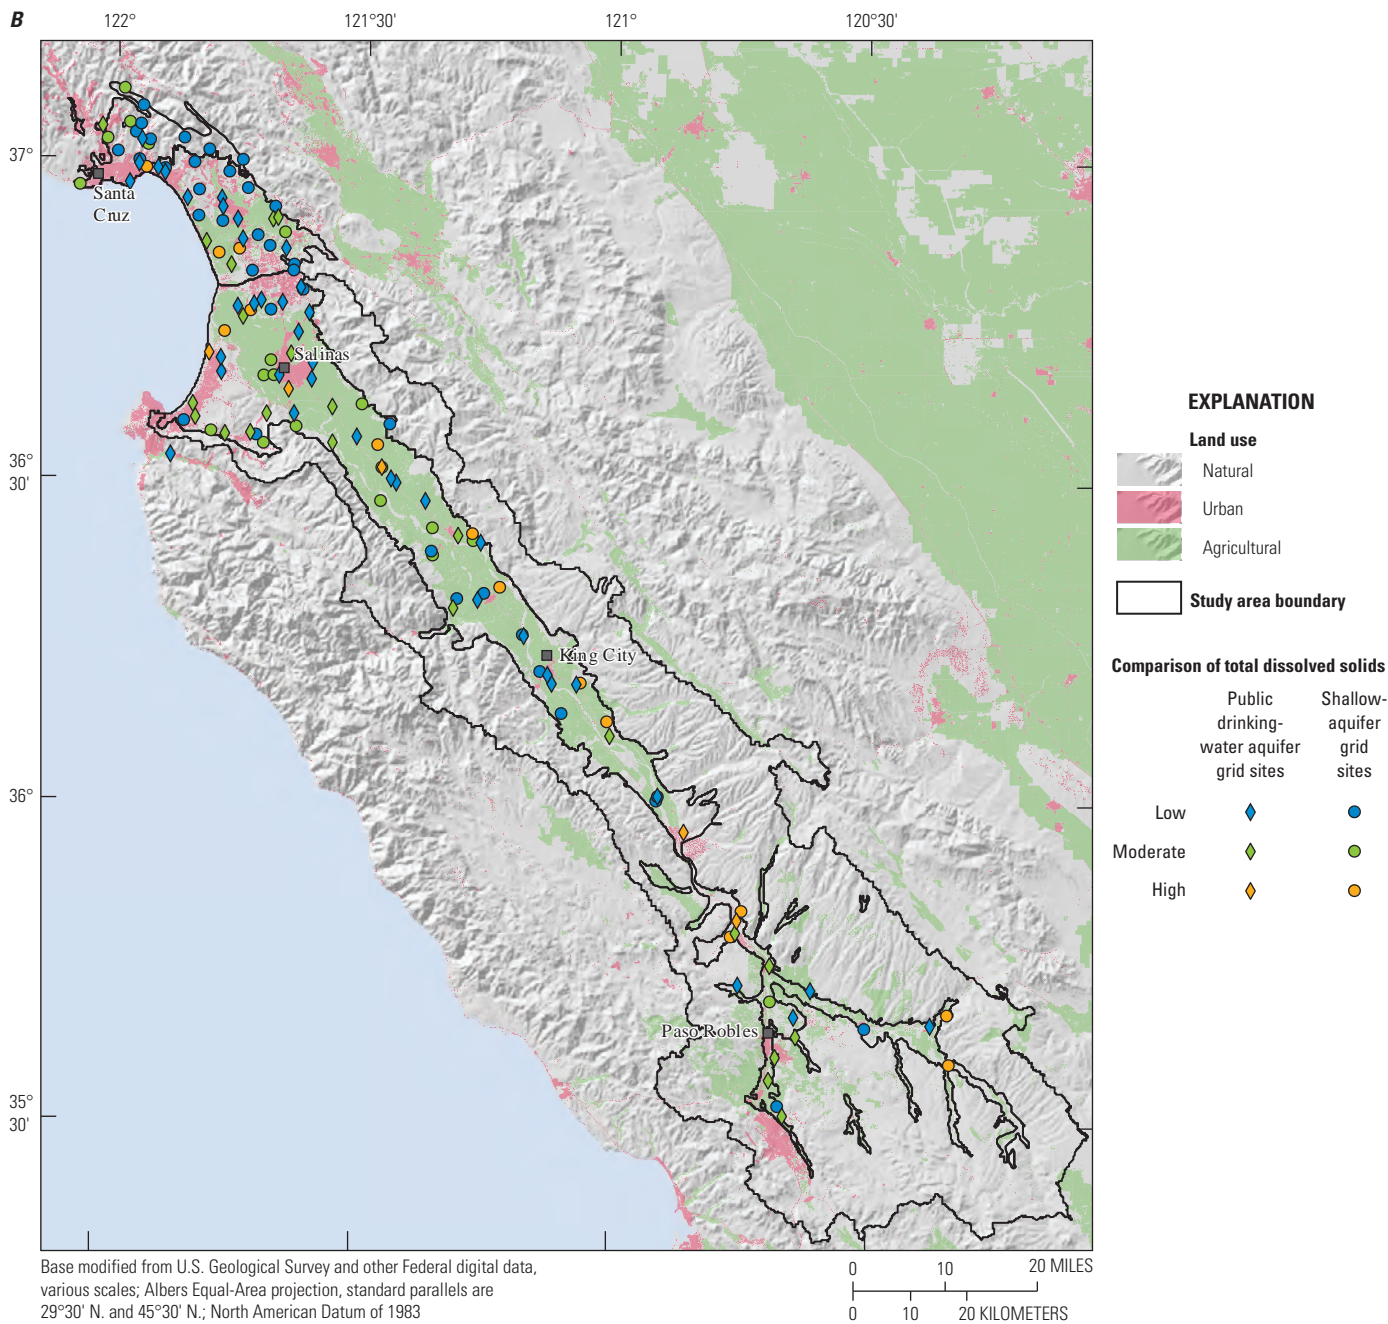 B
122°
121°30'
121°
120°30'
37°
Santa
Cruz
Salinas
36°
30'
King City
36°
Paso Robles
35°
30'
EXPLANATION
Land use
Natural
Urban
Agricultural
Study area boundary
Comparison of total dissolved solids
Public
drinking-
water aquifer
grid sites
Shallow-
aquifer
grid
sites
Low
Moderate
High
Base modified from U.S. Geological Survey and other Federal digital data,
various scales; Albers Equal-Area projection, standard parallels are
29°30' N. and 45°30' N.; North American Datum of 1983
0 10 20 MILES
0 10 20 KILOMETERS